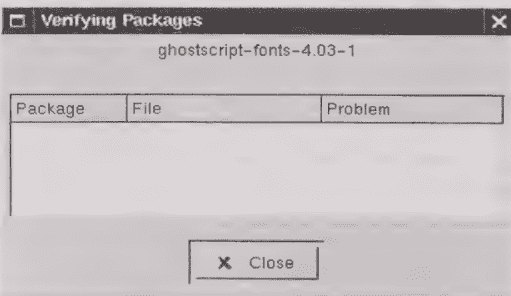 Verifying Packages
ghostscript-fonts-4.03-1
Package File Problem
Close